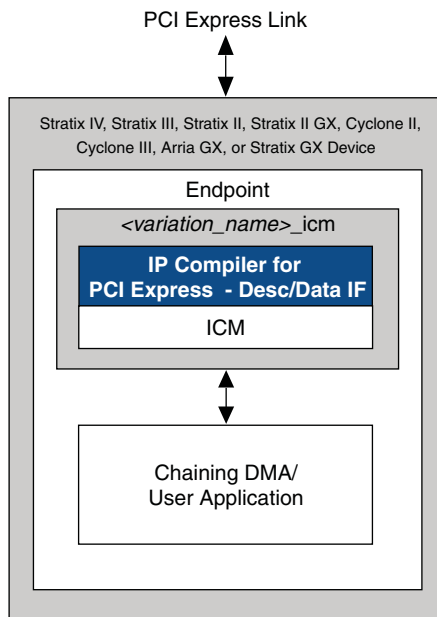 PCI Express Link
Stratix IV, Stratix III, Stratix II, Stratix II GX, Cyclone II,
Cyclone III, Arria GX, or Stratix GX Device
Endpoint
<variation_name>_icm
IP Compiler for
PCI Express - Desc/Data IF
ICM
Chaining DMA/
User Application